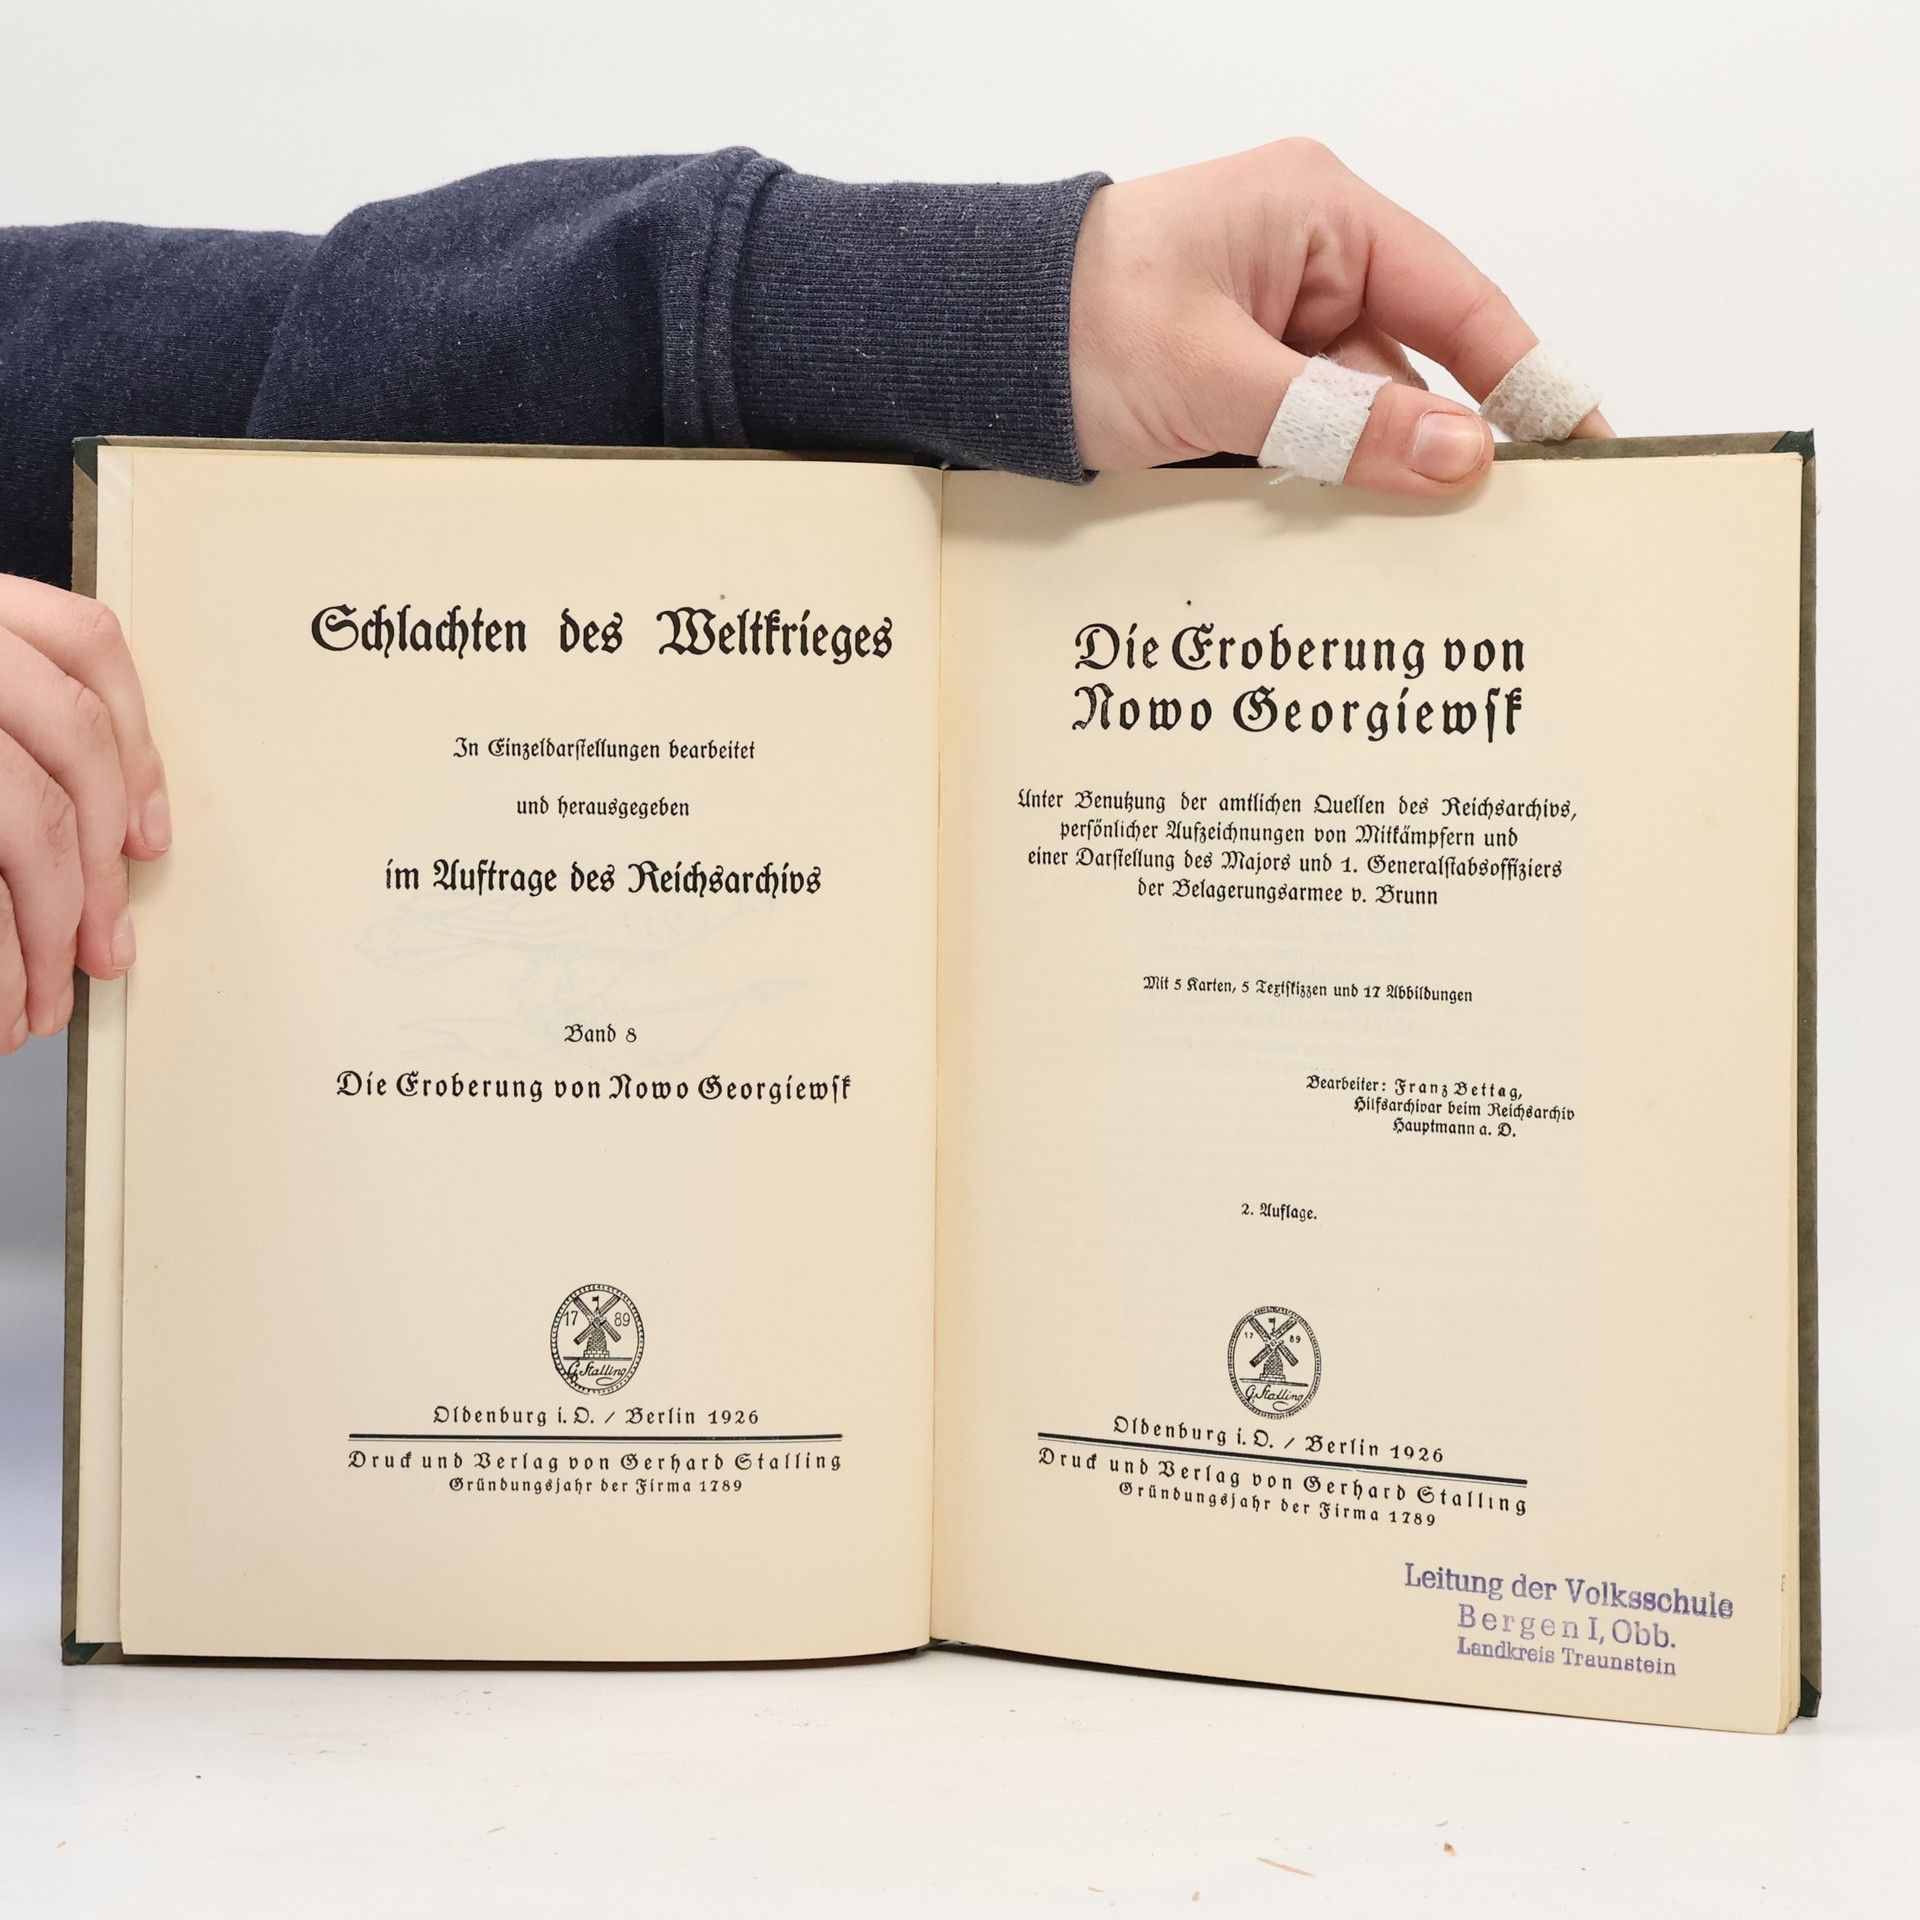 Schlachten des Weltkrieges
In Einzeldarstellungen bearbeitet
und herausgegeben
im Auftrage des Reichsarchivs
Band 8
Die Eroberung von Nowo Georgiewsk
17 89
G. Stalling
Oldenburg i. O. / Berlin 1926
Druck und Verlag von Gerhard Stalling
Gründungsjahr der Firma 1789
Die Eroberung von
Nowo Georgiewsk
Unter Benutzung der amtlichen Quellen des Reichsarchivs,
persönlicher Aufzeichnungen von Mitkämpfern und
einer Darstellung des Majors und 1. Generalstabsoffiziers
der Belagerungsarmee v. Brunn
Mit 5 Karten, 5 Textskizzen und 17 Abbildungen
Bearbeiter: Franz Bettag,
Hilfsarchivar beim Reichsarchiv
Hauptmann a. D.
2. Auflage.
17 89
G. Stalling
Oldenburg i. O. / Berlin 1926
Druck und Verlag von Gerhard Stalling
Gründungsjahr der Firma 1789
Leitung der Volksschule
Bergen I, Obb.
Landkreis Traunstein